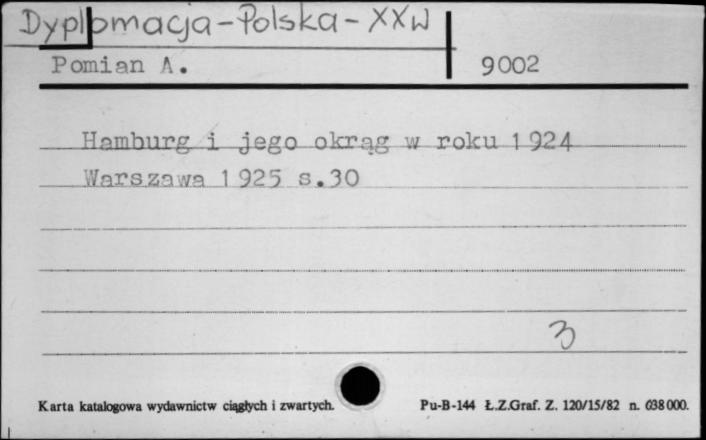 Dyplomacja - Polska - XXW
Pomian A. 9002
Hamburg i jego okrąg w roku 1924
Warszawa 1925 s.30
3
Karta katalogowa wydawnictw ciągłych i zwartych. Pu-B-144 Ł.Z.Graf. Z. 120/15/82 n. 038000.